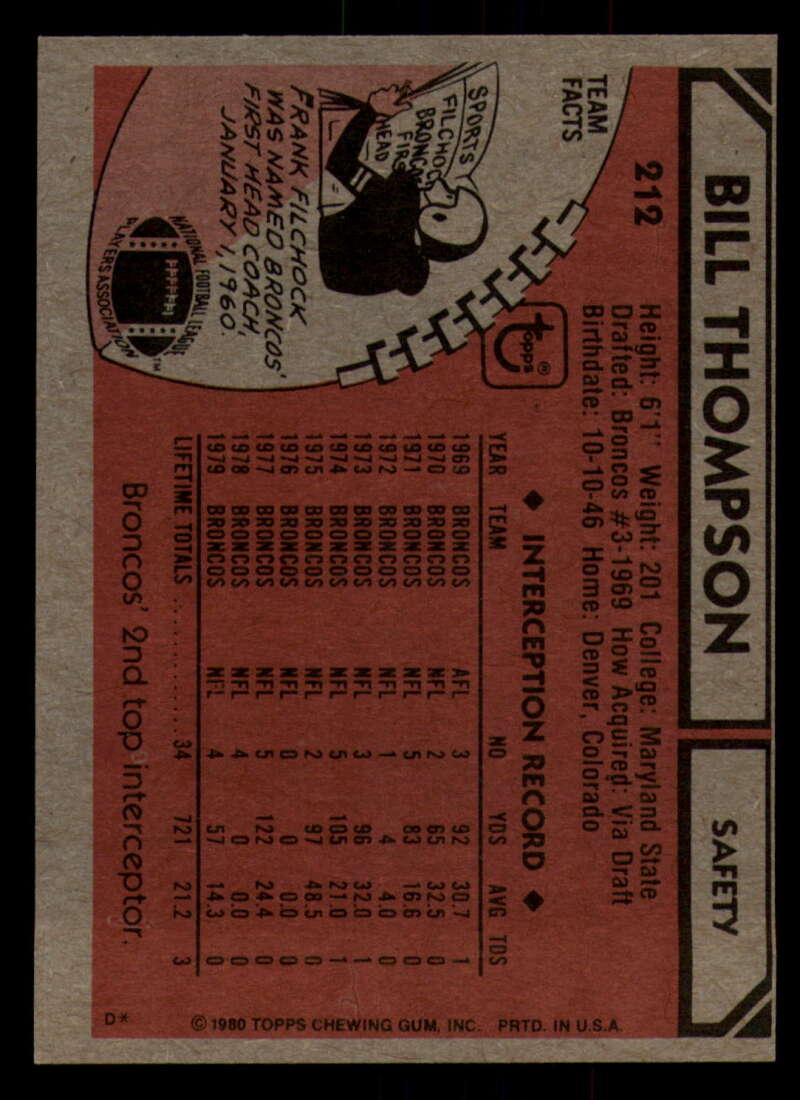 BILL THOMPSON
SAFETY
212
Height: 6'1" Weight: 201 College: Maryland State
Drafted: Broncos #3-1969 How Acquired: Via Draft
Birthdate: 10-10-46 Home: Denver, Colorado
TEAM
FACTS
SPORTS
FILCHOC
BRONCOS'
FIRS
HEAD
FRANK FILCHOCK
WAS NAMED BRONCOS'
FIRST HEAD COACH,
JANUARY 1, 1960.
NATIONAL FOOTBALL LEAGUE
PLAYERS ASSOCIATION
TM
topps®
◆ INTERCEPTION RECORD ◆
YEAR TEAM NO YDS AVG TDS
1969 BRONCOS AFL 3 92 30.7 1
1970 BRONCOS NFL 2 65 32.5 0
1971 BRONCOS NFL 5 83 16.6 0
1972 BRONCOS NFL 1 4 4.0 0
1973 BRONCOS NFL 3 96 32.0 1
1974 BRONCOS NFL 5 105 21.0 1
1975 BRONCOS NFL 2 97 48.5 0
1976 BRONCOS NFL 0 0 0.0 0
1977 BRONCOS NFL 5 122 24.4 0
1978 BRONCOS NFL 4 0 0.0 0
1979 BRONCOS NFL 4 57 14.3 0
LIFETIME TOTALS .............. 34 721 21.2 3
Broncos' 2nd top interceptor.
D* © 1980 TOPPS CHEWING GUM, INC. PRTD. IN U.S.A.